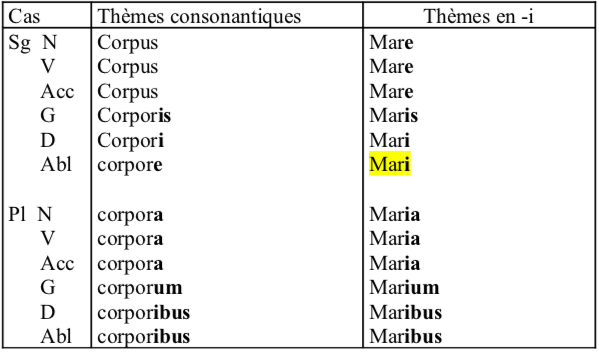 Cas Thèmes consonantiques Thèmes en -i
Sg N Corpus Mare
V Corpus Mare
Acc Corpus Mare
G Corporis Maris
D Corpori Mari
Abl corpore Mari
Pl N corpora Maria
V corpora Maria
Acc corpora Maria
G corporum Marium
D corporibus Maribus
Abl corporibus Maribus